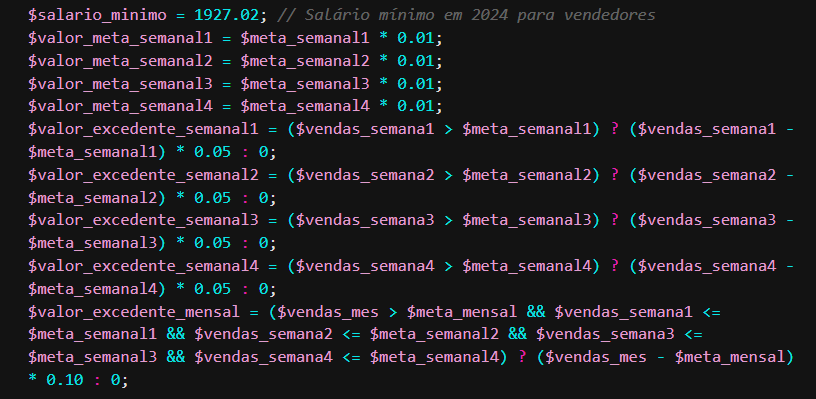 $salario_minimo = 1927.02; // Salário mínimo em 2024 para vendedores
$valor_meta_semanal1 = $meta_semanal1 * 0.01;
$valor_meta_semanal2 = $meta_semanal2 * 0.01;
$valor_meta_semanal3 = $meta_semanal3 * 0.01;
$valor_meta_semanal4 = $meta_semanal4 * 0.01;
$valor_excedente_semanal1 = ($vendas_semana1 > $meta_semanal1) ? ($vendas_semana1 -
$meta_semanal1) * 0.05 : 0;
$valor_excedente_semanal2 = ($vendas_semana2 > $meta_semanal2) ? ($vendas_semana2 -
$meta_semanal2) * 0.05 : 0;
$valor_excedente_semanal3 = ($vendas_semana3 > $meta_semanal3) ? ($vendas_semana3 -
$meta_semanal3) * 0.05 : 0;
$valor_excedente_semanal4 = ($vendas_semana4 > $meta_semanal4) ? ($vendas_semana4 -
$meta_semanal4) * 0.05 : 0;
$valor_excedente_mensal = ($vendas_mes > $meta_mensal && $vendas_semana1 <=
$meta_semanal1 && $vendas_semana2 <= $meta_semanal2 && $vendas_semana3 <=
$meta_semanal3 && $vendas_semana4 <= $meta_semanal4) ? ($vendas_mes - $meta_mensal)
* 0.10 : 0;